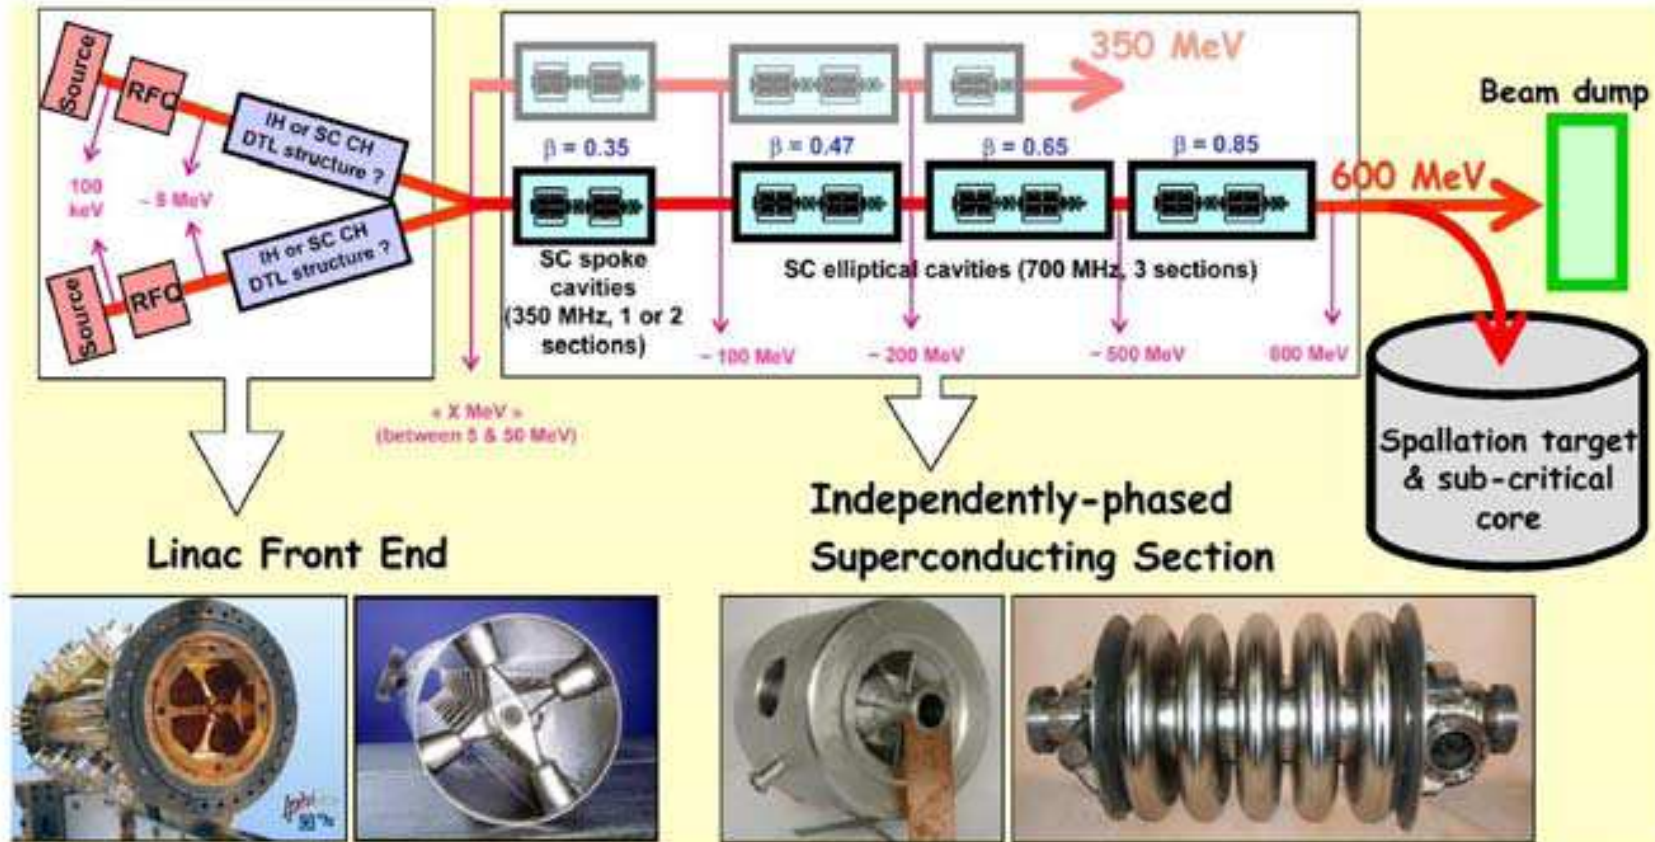 Source
RFQ
IH or SC CH
DTL structure ?
100
keV
~ 5 MeV
IH or SC CH
DTL structure ?
Source
RFQ
350 MeV
β = 0.35
β = 0.47
β = 0.65
β = 0.85
600 MeV
Beam dump
SC spoke
cavities
(350 MHz, 1 or 2
sections)
SC elliptical cavities (700 MHz, 3 sections)
~ 100 MeV
~ 200 MeV
~ 500 MeV
600 MeV
« X MeV »
(between 5 & 50 MeV)
Spallation target
& sub-critical
core
Linac Front End
Independently-phased
Superconducting Section